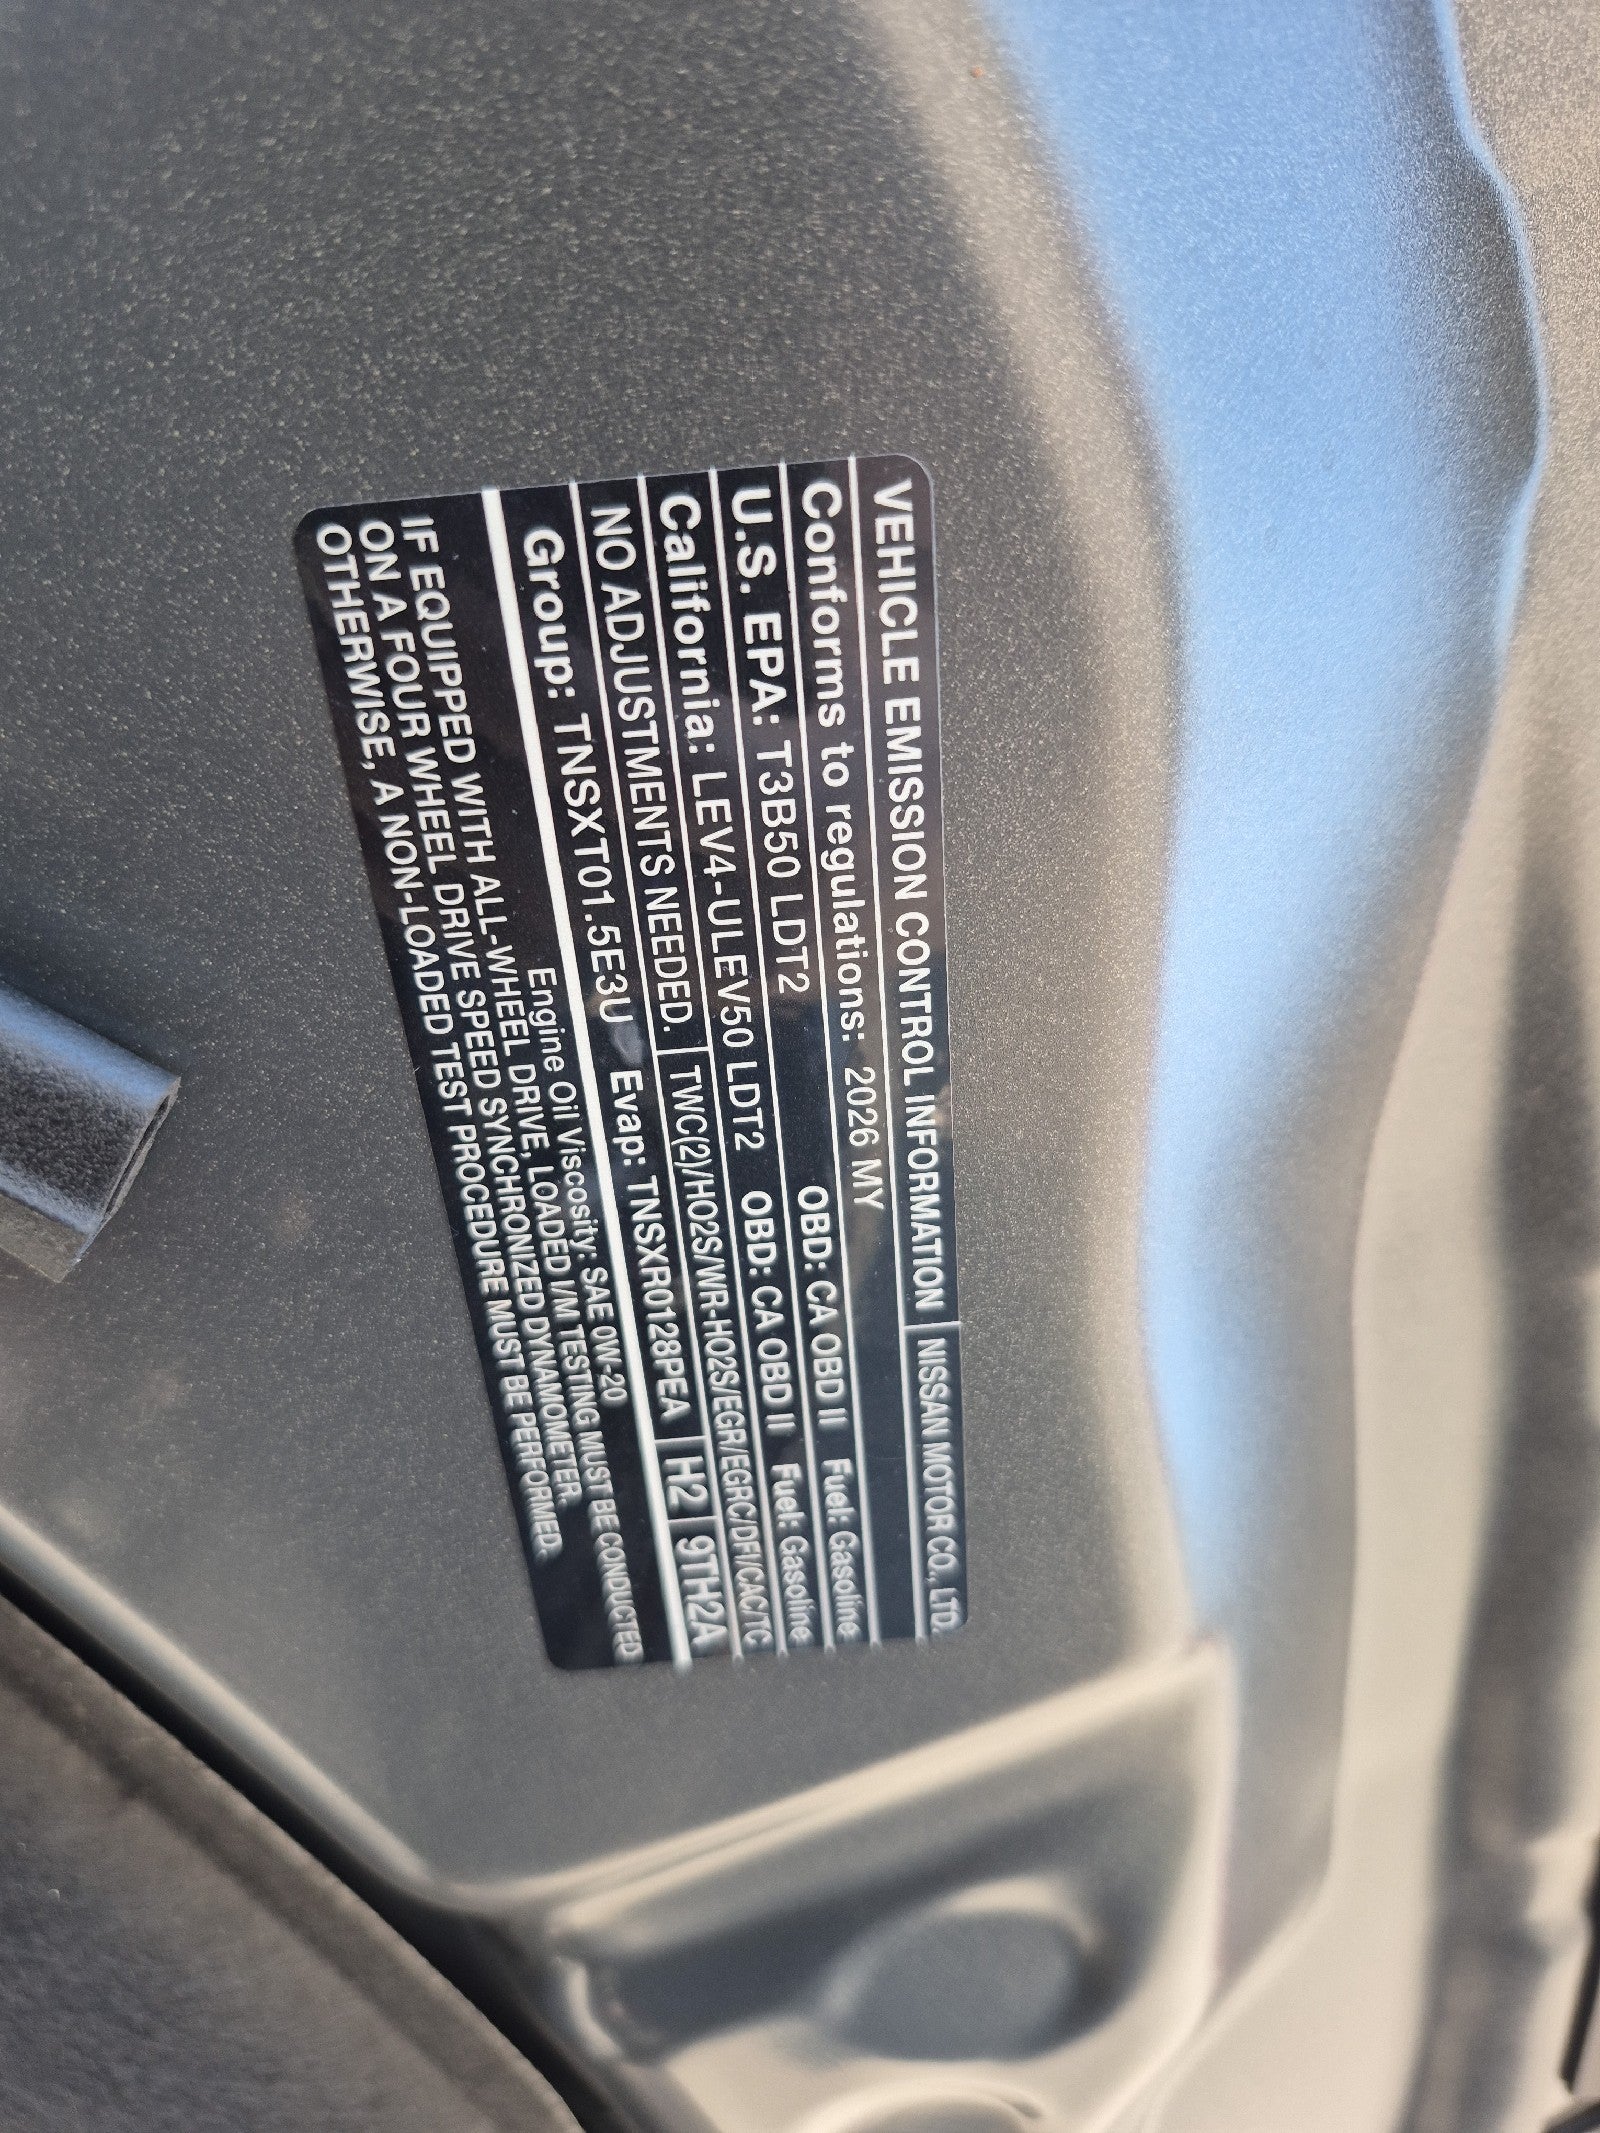 VEHICLE EMISSION CONTROL INFORMATION NISSAN MOTOR CO., LTD.
Conforms to regulations: 2026 MY
U.S. EPA: T3B50 LDT2 OBD: CA OBD II Fuel: Gasoline
California: LEV4-ULEV50 LDT2 OBD: CA OBD II Fuel: Gasoline
NO ADJUSTMENTS NEEDED. TWC(2)/HO2S/WR-HO2S/EGR/EGRC/DFI/CAC/TC
Group: TNSXT01.5E3U Evap: TNSXR0128PEA H2 9TH2A
Engine Oil Viscosity: SAE 0W-20
IF EQUIPPED WITH ALL-WHEEL DRIVE, LOADED I/M TESTING MUST BE CONDUCTED
ON A FOUR WHEEL DRIVE SPEED SYNCHRONIZED DYNAMOMETER.
OTHERWISE, A NON-LOADED TEST PROCEDURE MUST BE PERFORMED.